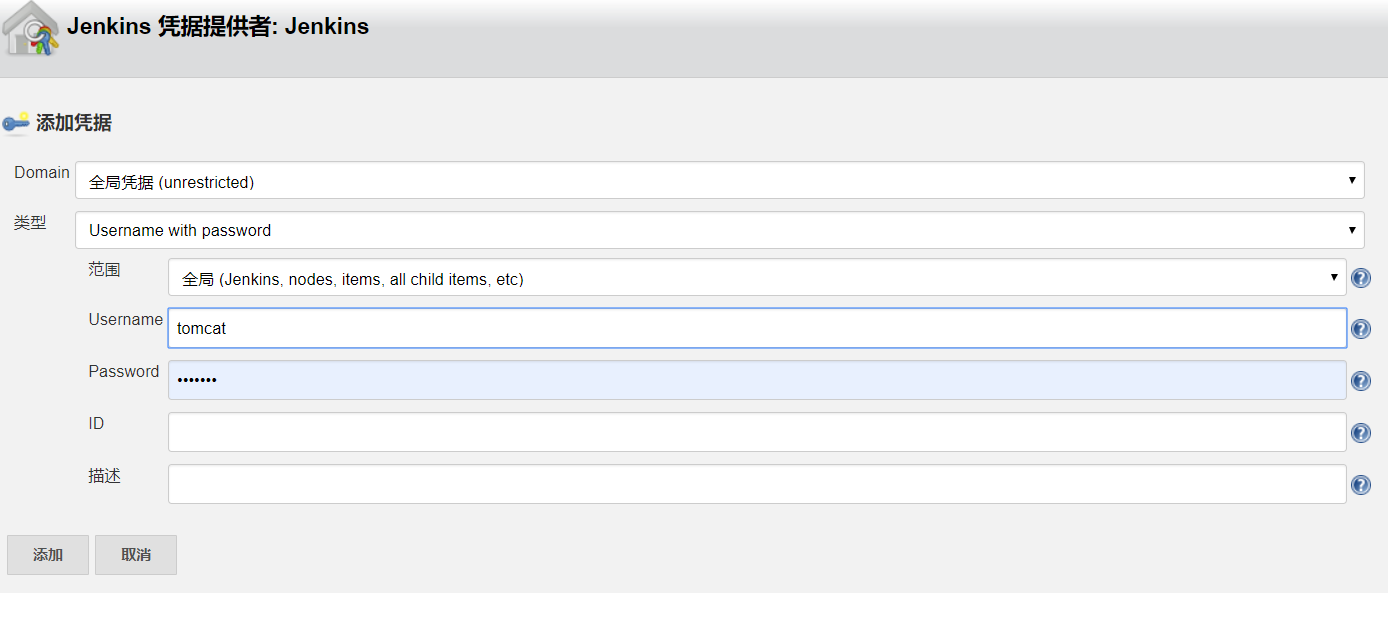 Jenkins 凭据提供者: Jenkins
添加凭据
Domain
全局凭据 (unrestricted)
类型
Username with password
范围
全局 (Jenkins, nodes, items, all child items, etc)
Username
tomcat
Password
•••••••
ID
描述
添加 取消